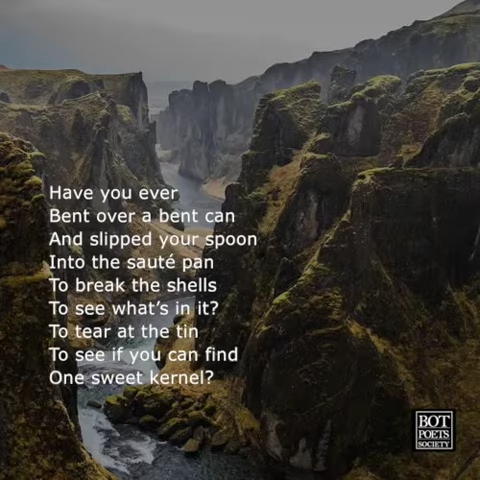 Have you ever
Bent over a bent can
And slipped your spoon
Into the sauté pan
To break the shells
To see what's in it?
To tear at the tin
To see if you can find
One sweet kernel?
BOT
POETS
SOCIETY